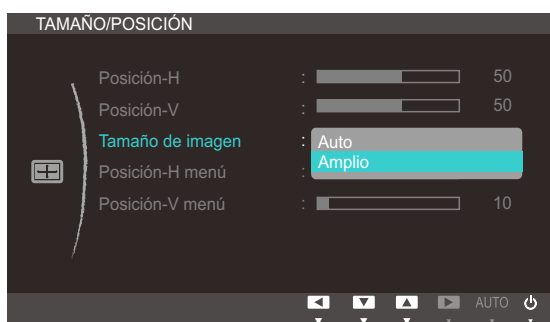 TAMAÑO/POSICIÓN
Posición-H : 50
Posición-V : 50
Tamaño de imagen : Auto
Amplio
Posición-H menú :
Posición-V menú : 10
AUTO